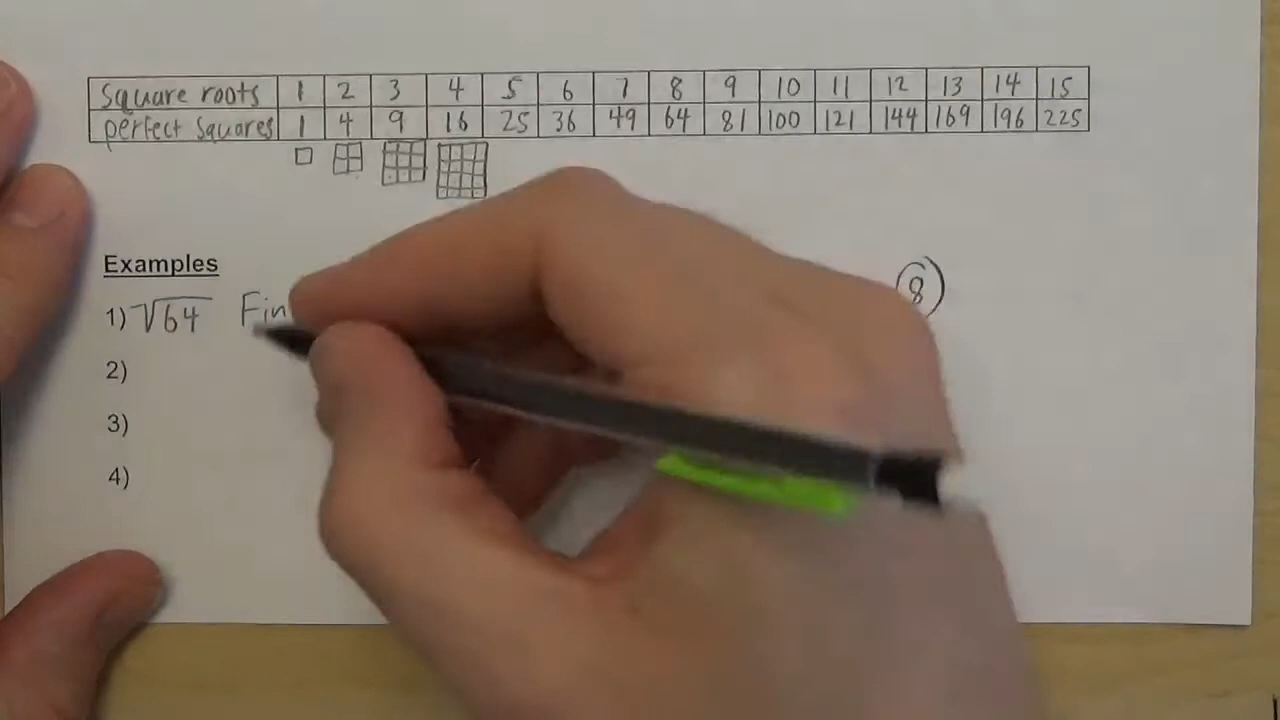 Square roots 1 2 3 4 5 6 7 8 9 10 11 12 13 14 15
perfect Squares 1 4 9 16 25 36 49 64 81 100 121 144 169 196 225
Examples
1) √64 Fin 8
2)
3)
4)